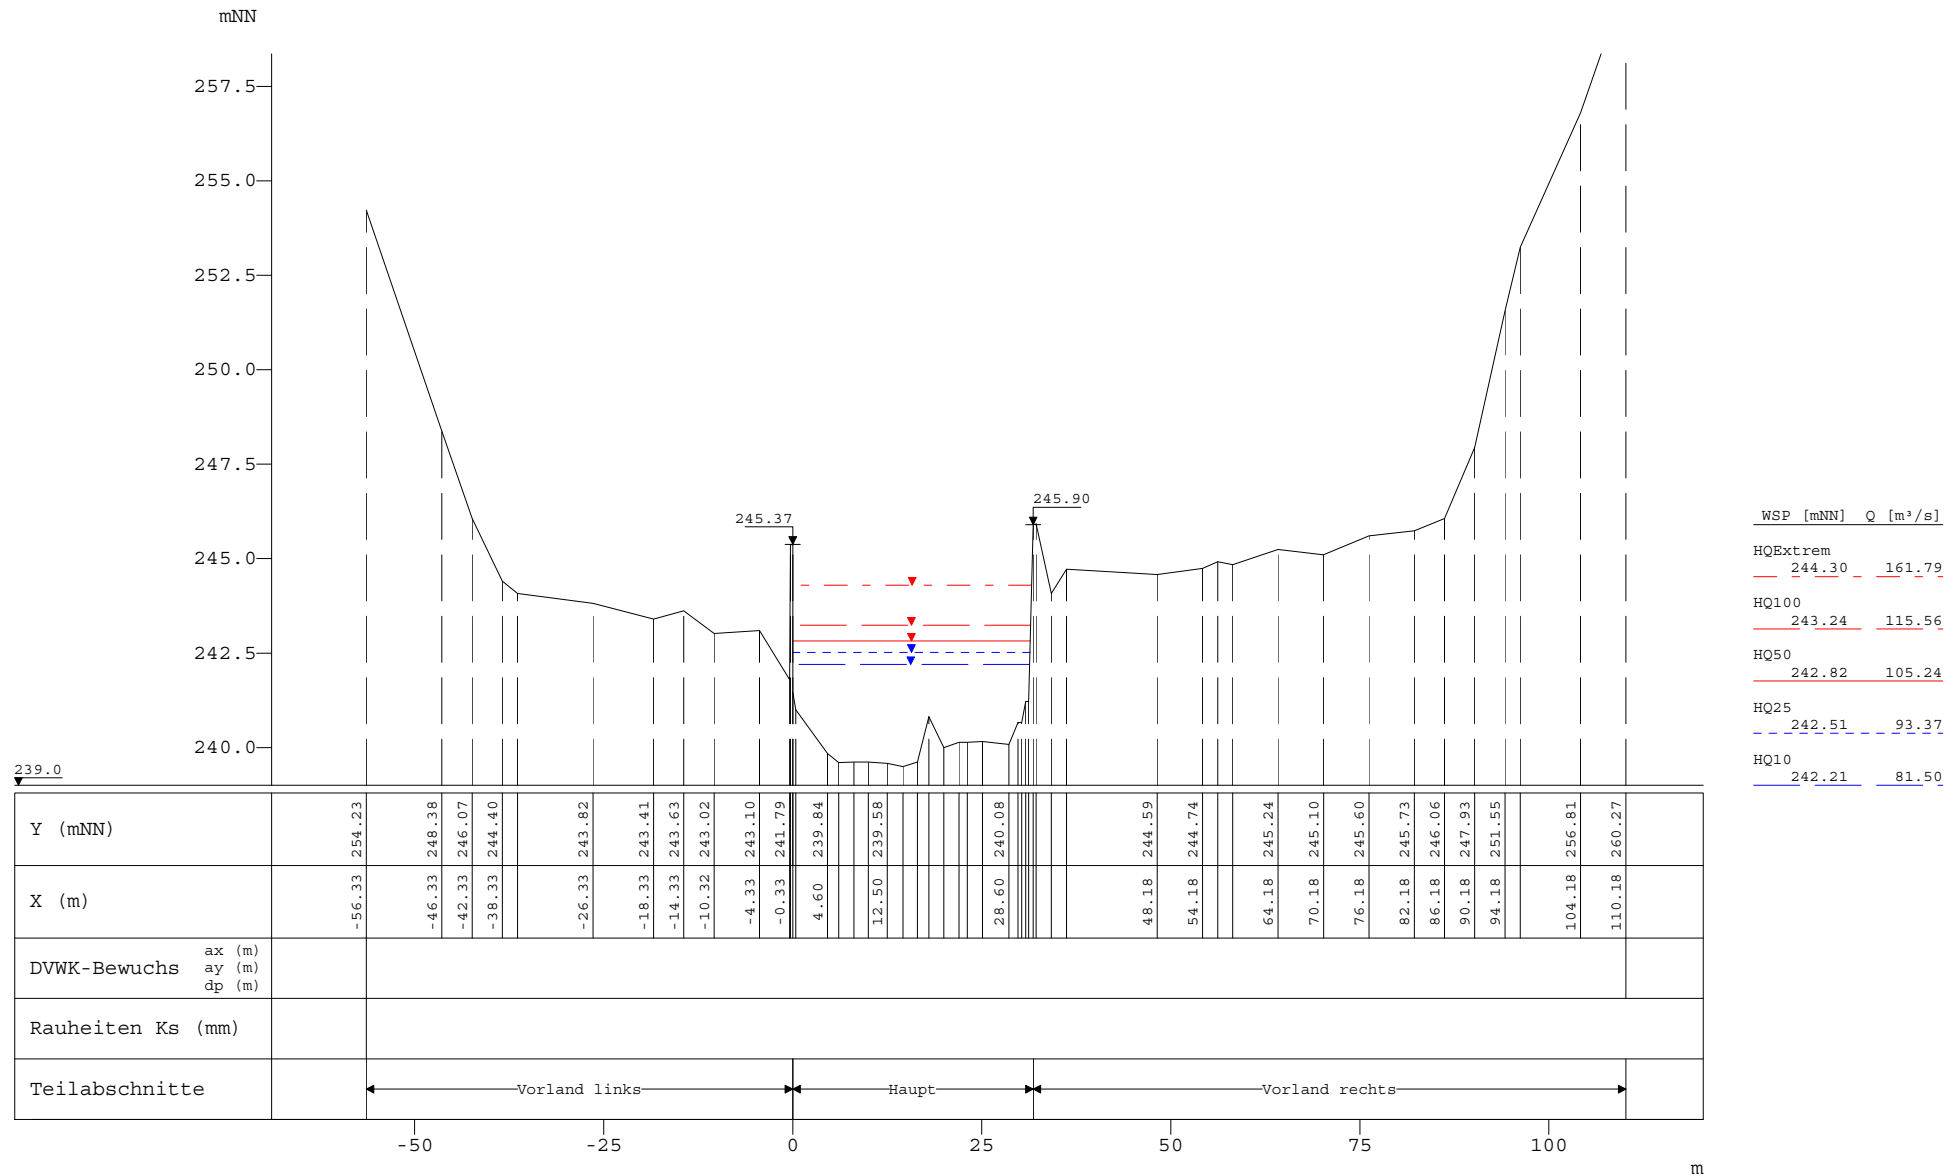 mNN
257.5
255.0
252.5
250.0
247.5
245.0
242.5
240.0
245.37
245.90
239.0
WSP [mNN] Q [m³/s]
HQExtrem
244.30 161.79
HQ100
243.24 115.56
HQ50
242.82 105.24
HQ25
242.51 93.37
HQ10
242.21 81.50
Y (mNN) 254.23 248.38 246.07 244.40 243.82 243.41 243.63 243.02 243.10 241.79 239.84 239.58 240.08 244.59 244.74 245.24 245.10 245.60 245.73 246.06 247.93 251.55 256.81 260.27
X (m) -56.33 -46.33 -42.33 -38.33 -26.33 -18.33 -14.33 -10.32 -4.33 -0.33 4.60 12.50 28.60 48.18 54.18 64.18 70.18 76.18 82.18 86.18 90.18 94.18 104.18 110.18
DVWK-Bewuchs
ax (m)
ay (m)
dp (m)
Rauheiten Ks (mm)
Teilabschnitte Vorland links Haupt Vorland rechts
-50 -25 0 25 50 75 100
m